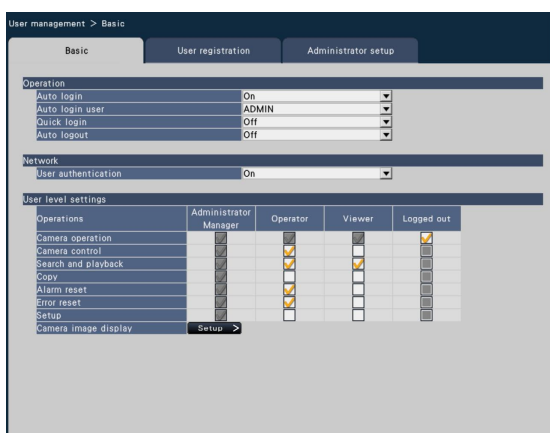 User management > Basic
Basic
User registration
Administrator setup
Operation
Auto login On
Auto login user ADMIN
Quick login Off
Auto logout Off
Network
User authentication On
User level settings
Operations Administrator Manager Operator Viewer Logged out
Camera operation
Camera control
Search and playback
Copy
Alarm reset
Error reset
Setup
Camera image display Setup >